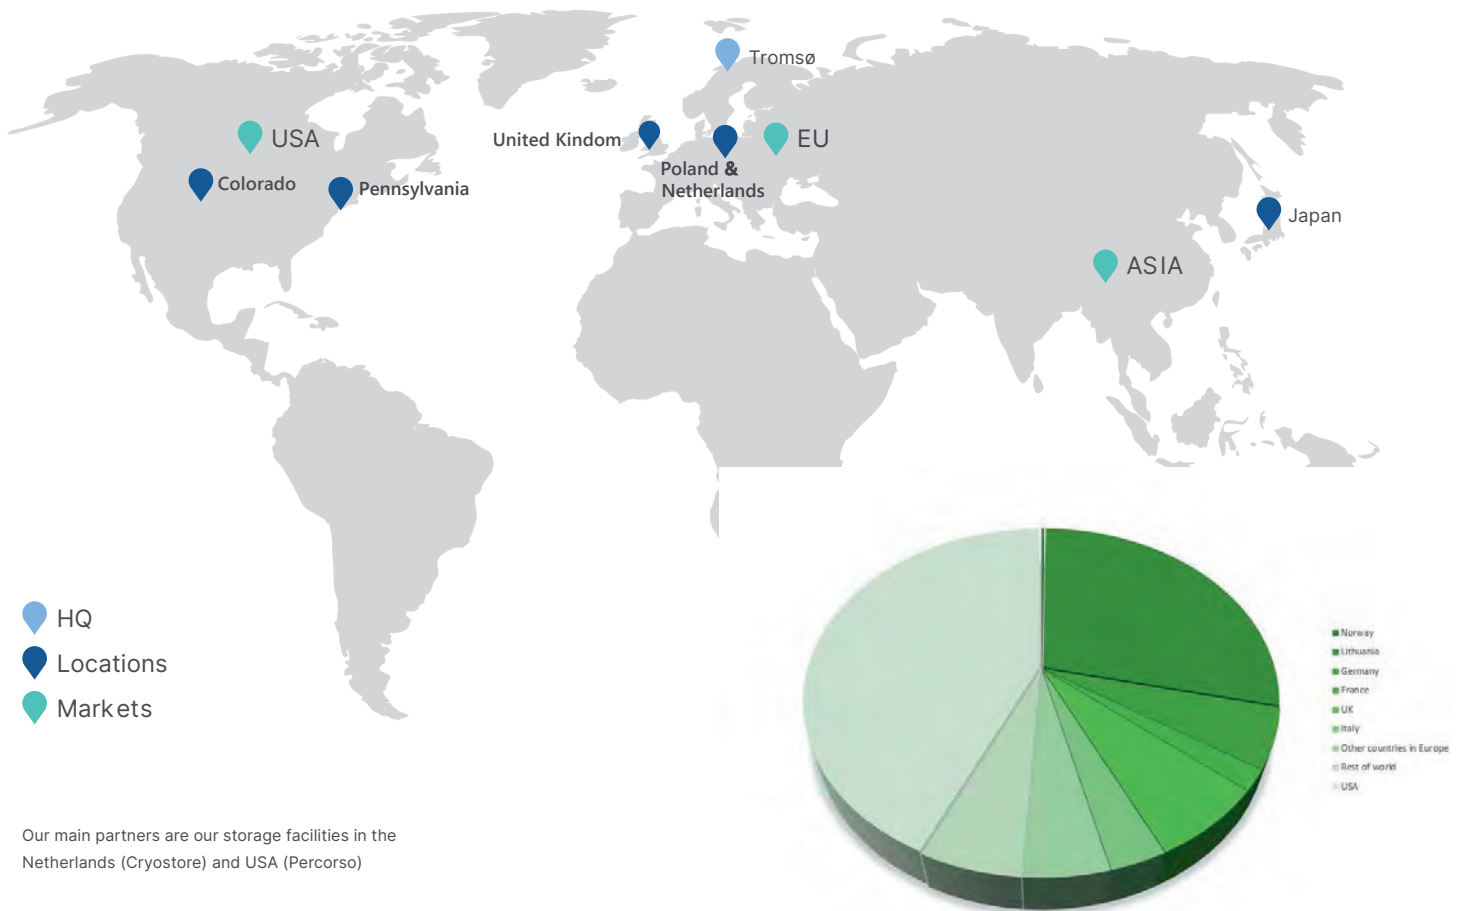 Tromsø
USA
United Kindom
EU
Poland &
Netherlands
Colorado
Pennsylvania
Japan
ASIA
HQ
Locations
Markets
Norway
Lithuania
Germany
France
UK
Italy
Other countries in Europe
Rest of world
USA
Our main partners are our storage facilities in the
Netherlands (Cryostore) and USA (Percorso)